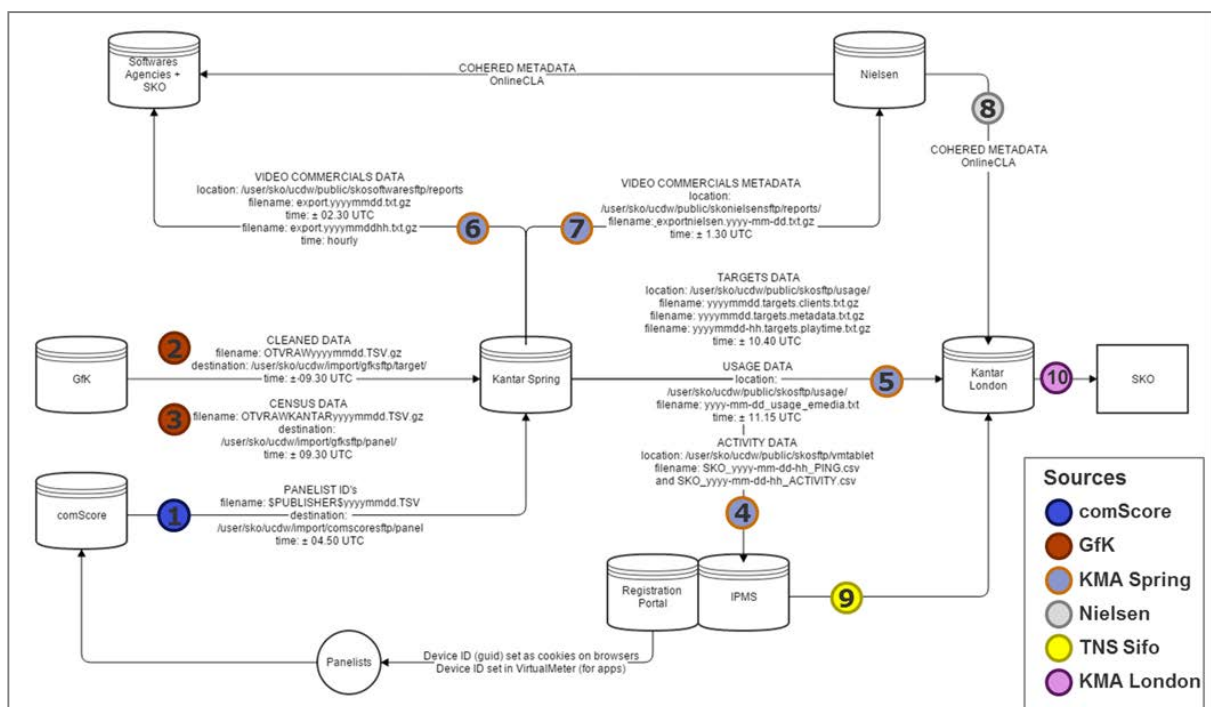 Softwares
Agencies +
SKO
COHERED METADATA
OnlineCLA
Nielsen
8
COHERED METADATA
OnlineCLA
VIDEO COMMERCIALS DATA
location: /user/sko/ucdw/public/skosoftwaresftp/reports
filename: export.yyyymmdd.txt.gz
time: ± 02.30 UTC
filename: export.yyyymmddhh.txt.gz
time: hourly
6
7
VIDEO COMMERCIALS METADATA
location:
/user/sko/ucdw/public/skonielsensftp/reports/
filename: exportnielsen.yyyy-mm-dd.txt.gz
time: ± 1.30 UTC
TARGETS DATA
location: /user/sko/ucdw/public/skosftp/usage/
filename: yyyymmdd.targets.clients.txt.gz
filename: yyyymmdd.targets.metadata.txt.gz
filename: yyyymmdd-hh.targets.playtime.txt.gz
time: ± 10.40 UTC
GfK
2
CLEANED DATA
filename: OTVRAWyyyymmdd.TSV.gz
destination: /user/sko/ucdw/import/gfksftp/target/
time: ± 09.30 UTC
3
CENSUS DATA
filename: OTVRAWKANTARyyyymmdd.TSV.gz
destination:
/user/sko/ucdw/import/gfksftp/panel/
time: ± 09.30 UTC
Kantar Spring
USAGE DATA
location:
/user/sko/ucdw/public/skosftp/usage/
filename: yyyy-mm-dd_usage_emedia.txt
time: ± 11.15 UTC
5
Kantar
London
10
SKO
ACTIVITY DATA
location: /user/sko/ucdw/public/skosftp/vmtablet
filename: SKO_yyyy-mm-dd-hh_PING.csv
and SKO_yyyy-mm-dd-hh_ACTIVITY.csv
4
comScore
1
PANELIST ID's
filename: $PUBLISHER$yyyymmdd.TSV
destination:
/user/sko/ucdw/import/comscoresftp/panel
time: ± 04.50 UTC
Registration
Portal
IPMS
9
Panelists
Device ID (guid) set as cookies on browsers
Device ID set in VirtualMeter (for apps)
Sources
comScore
GfK
KMA Spring
Nielsen
TNS Sifo
KMA London